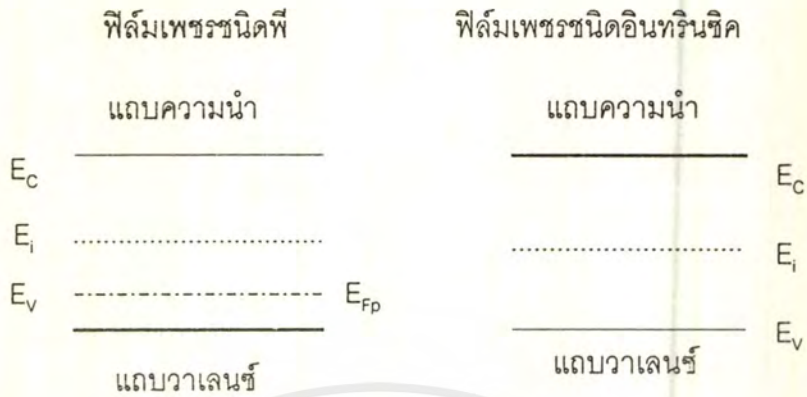 ฟิล์มเพชรชนิดพี
ฟิล์มเพชรชนิดอินทรินซิค
แถบความนำ
แถบความนำ
E_C
E_C
E_i
E_i
E_V
E_Fp
E_V
แถบวาเลนซ์
แถบวาเลนซ์